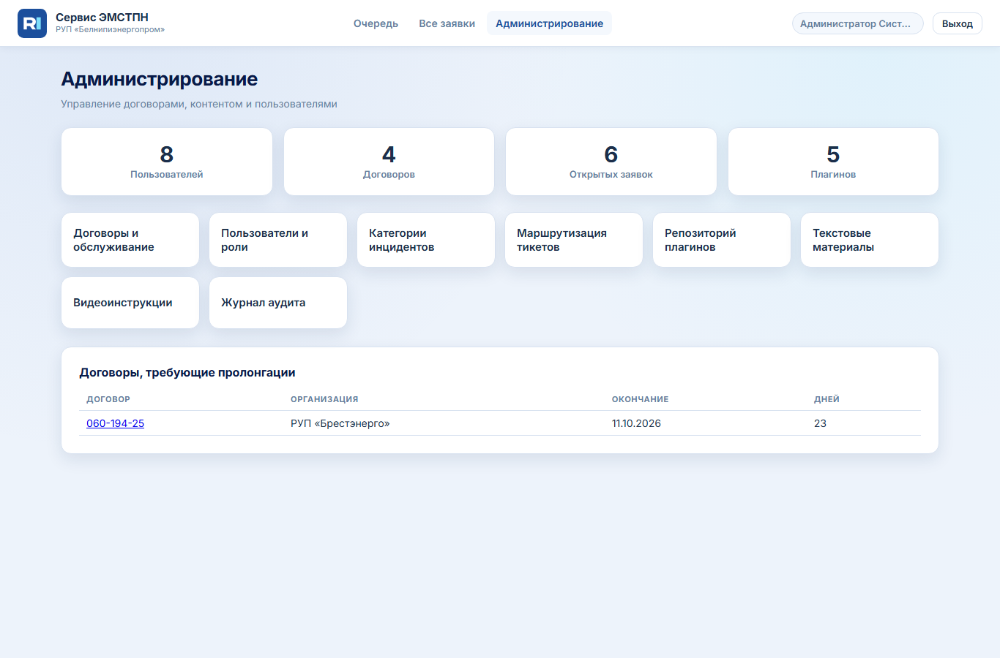 RI
Сервис ЭМСТПН
РУП «Белнипиэнергопром»
Очередь
Все заявки
Администрирование
Администратор Сист...
Выход
Администрирование
Управление договорами, контентом и пользователями
8
Пользователей
4
Договоров
6
Открытых заявок
5
Плагинов
Договоры и
обслуживание
Пользователи и
роли
Категории
инцидентов
Маршрутизация
тикетов
Репозиторий
плагинов
Текстовые
материалы
Видеоинструкции
Журнал аудита
Договоры, требующие пролонгации
ДОГОВОР ОРГАНИЗАЦИЯ ОКОНЧАНИЕ ДНЕЙ
060-194-25 РУП «Брестэнерго» 11.10.2026 23